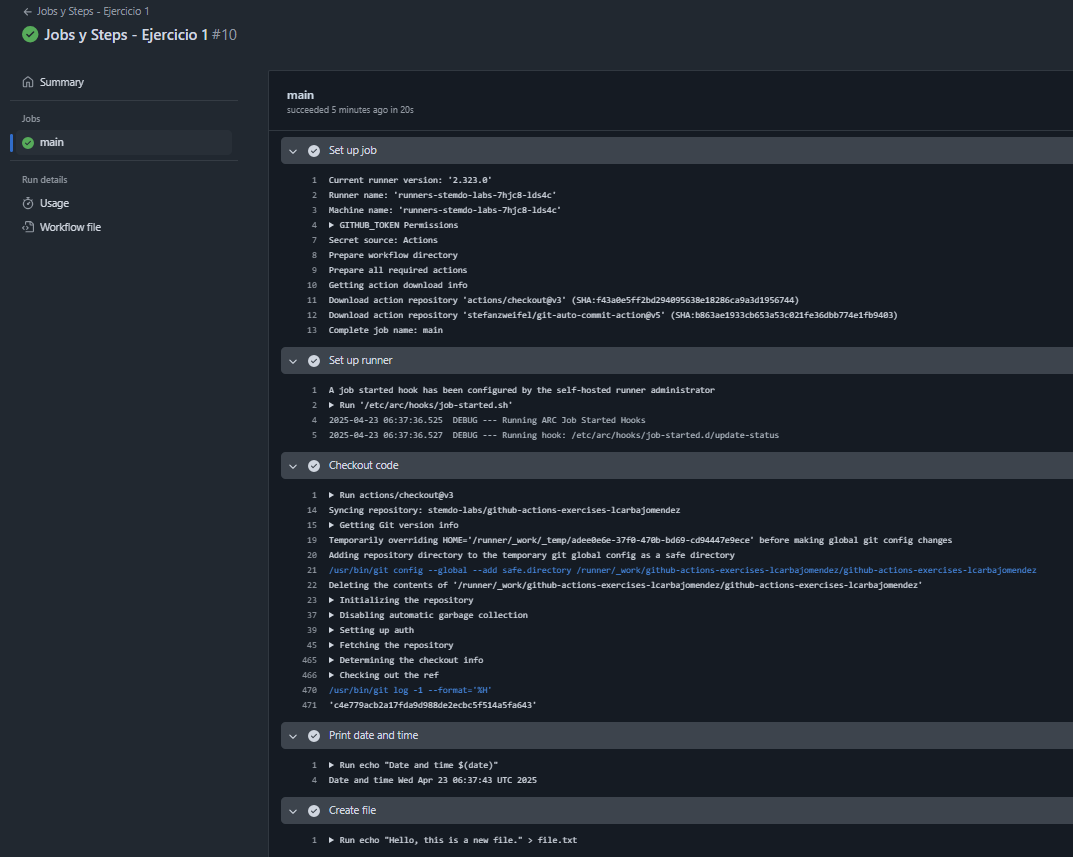 ← Jobs y Steps - Ejercicio 1
Jobs y Steps - Ejercicio 1 #10
Summary
Jobs
main
Run details
Usage
Workflow file
main
succeeded 5 minutes ago in 20s
Set up job
1 Current runner version: '2.323.0'
2 Runner name: 'runners-stemdo-labs-7hjc8-lds4c'
3 Machine name: 'runners-stemdo-labs-7hjc8-lds4c'
4 ▶ GITHUB_TOKEN Permissions
7 Secret source: Actions
8 Prepare workflow directory
9 Prepare all required actions
10 Getting action download info
11 Download action repository 'actions/checkout@v3' (SHA:f43a0e5ff2bd294095638e18286ca9a3d1956744)
12 Download action repository 'stefanzweifel/git-auto-commit-action@v5' (SHA:b863ae1933cb653a53c021fe36dbb774e1fb9403)
13 Complete job name: main
Set up runner
1 A job started hook has been configured by the self-hosted runner administrator
2 ▶ Run '/etc/arc/hooks/job-started.sh'
4 2025-04-23 06:37:36.525  DEBUG --- Running ARC Job Started Hooks
5 2025-04-23 06:37:36.527  DEBUG --- Running hook: /etc/arc/hooks/job-started.d/update-status
Checkout code
1 ▶ Run actions/checkout@v3
14 Syncing repository: stemdo-labs/github-actions-exercises-lcarbajomendez
15 ▶ Getting Git version info
19 Temporarily overriding HOME='/runner/_work/_temp/adee0e6e-37f0-470b-bd69-cd94447e9ece' before making global git config changes
20 Adding repository directory to the temporary git global config as a safe directory
21 /usr/bin/git config --global --add safe.directory /runner/_work/github-actions-exercises-lcarbajomendez/github-actions-exercises-lcarbajomendez
22 Deleting the contents of '/runner/_work/github-actions-exercises-lcarbajomendez/github-actions-exercises-lcarbajomendez'
23 ▶ Initializing the repository
37 ▶ Disabling automatic garbage collection
39 ▶ Setting up auth
45 ▶ Fetching the repository
465 ▶ Determining the checkout info
466 ▶ Checking out the ref
470 /usr/bin/git log -1 --format='%H'
471 'c4e779acb2a17fda9d988de2ecbc5f514a5fa643'
Print date and time
1 ▶ Run echo "Date and time $(date)"
4 Date and time Wed Apr 23 06:37:43 UTC 2025
Create file
1 ▶ Run echo "Hello, this is a new file." > file.txt